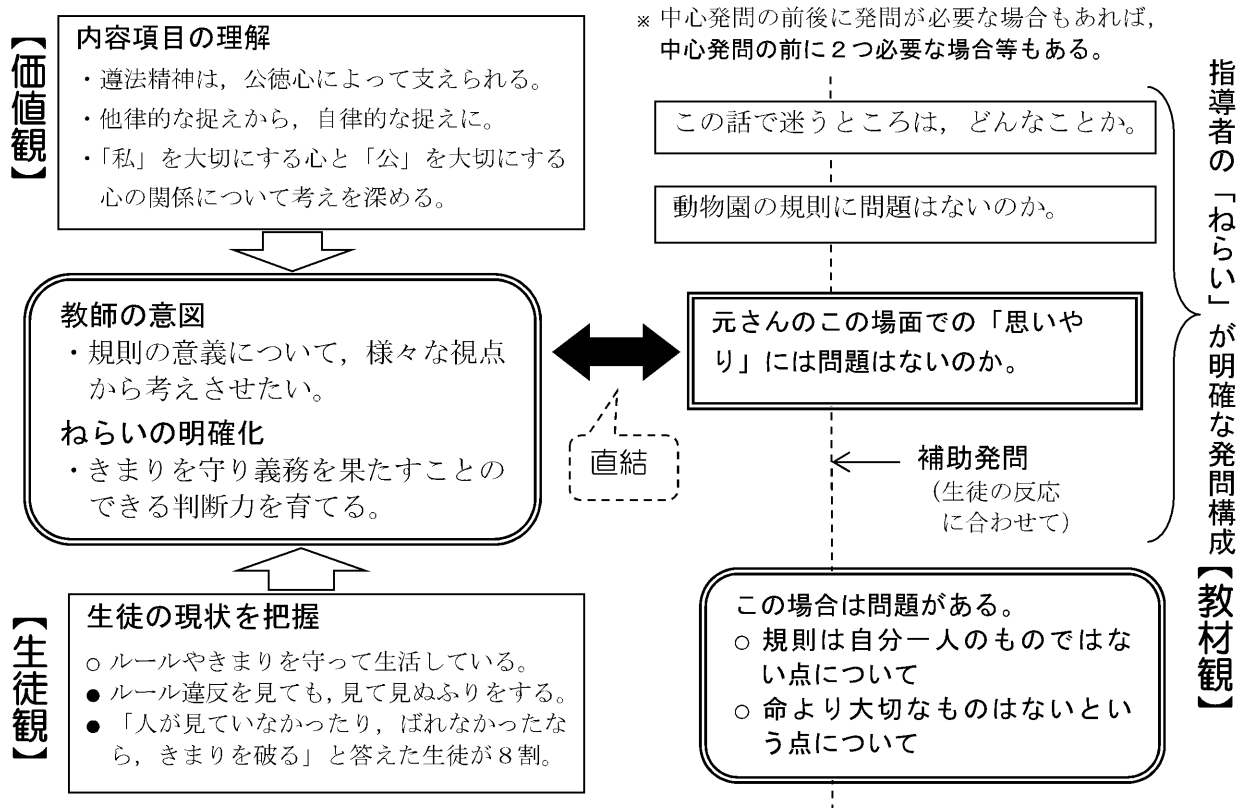 【価値観】
内容項目の理解
・遵法精神は，公徳心によって支えられる。
・他律的な捉えから，自律的な捉えに。
・「私」を大切にする心と「公」を大切にする
心の関係について考えを深める。
教師の意図
・規則の意義について，様々な視点
から考えさせたい。
ねらいの明確化
・きまりを守り義務を果たすことの
できる判断力を育てる。
【生徒観】
生徒の現状を把握
○ ルールやきまりを守って生活している。
● ルール違反を見ても，見て見ぬふりをする。
● 「人が見ていなかったり，ばれなかったな
ら，きまりを破る」と答えた生徒が８割。
直結
※ 中心発問の前後に発問が必要な場合もあれば，
中心発問の前に２つ必要な場合等もある。
この話で迷うところは，どんなことか。
動物園の規則に問題はないのか。
元さんのこの場面での「思いや
り」には問題はないのか。
補助発問
（生徒の反応
に合わせて）
この場合は問題がある。
○ 規則は自分一人のものではな
い点について
○ 命より大切なものはないとい
う点について
指導者の「ねらい」が明確な発問構成【教材観】